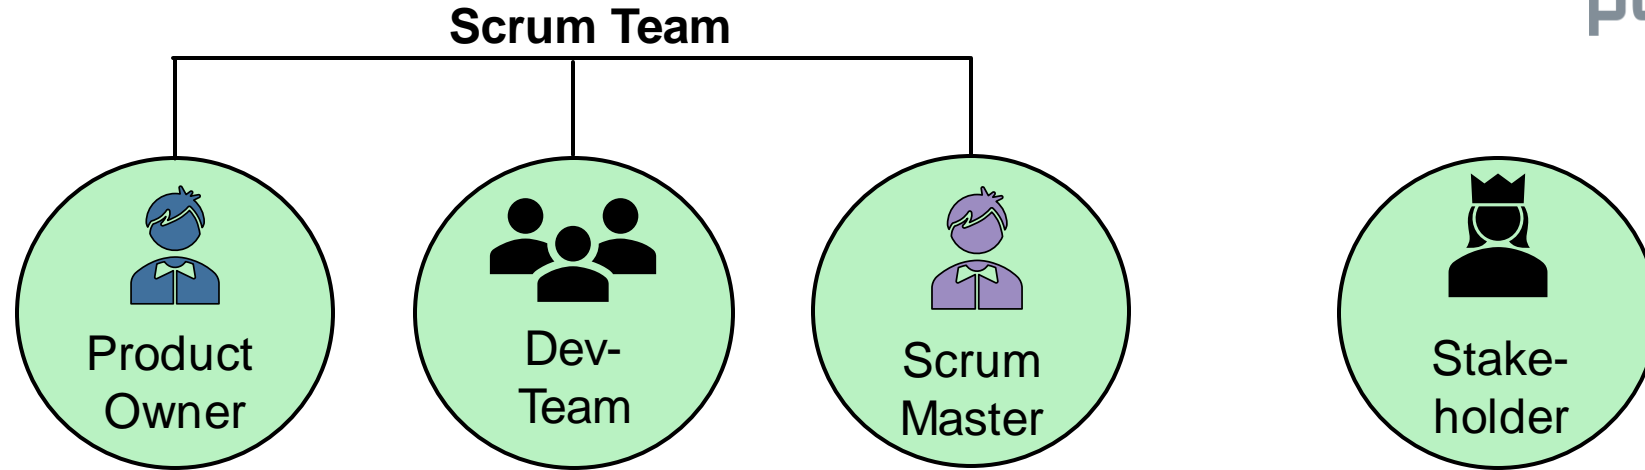 Scrum Team
Product
Owner
Dev-
Team
Scrum
Master
Stake-
holder